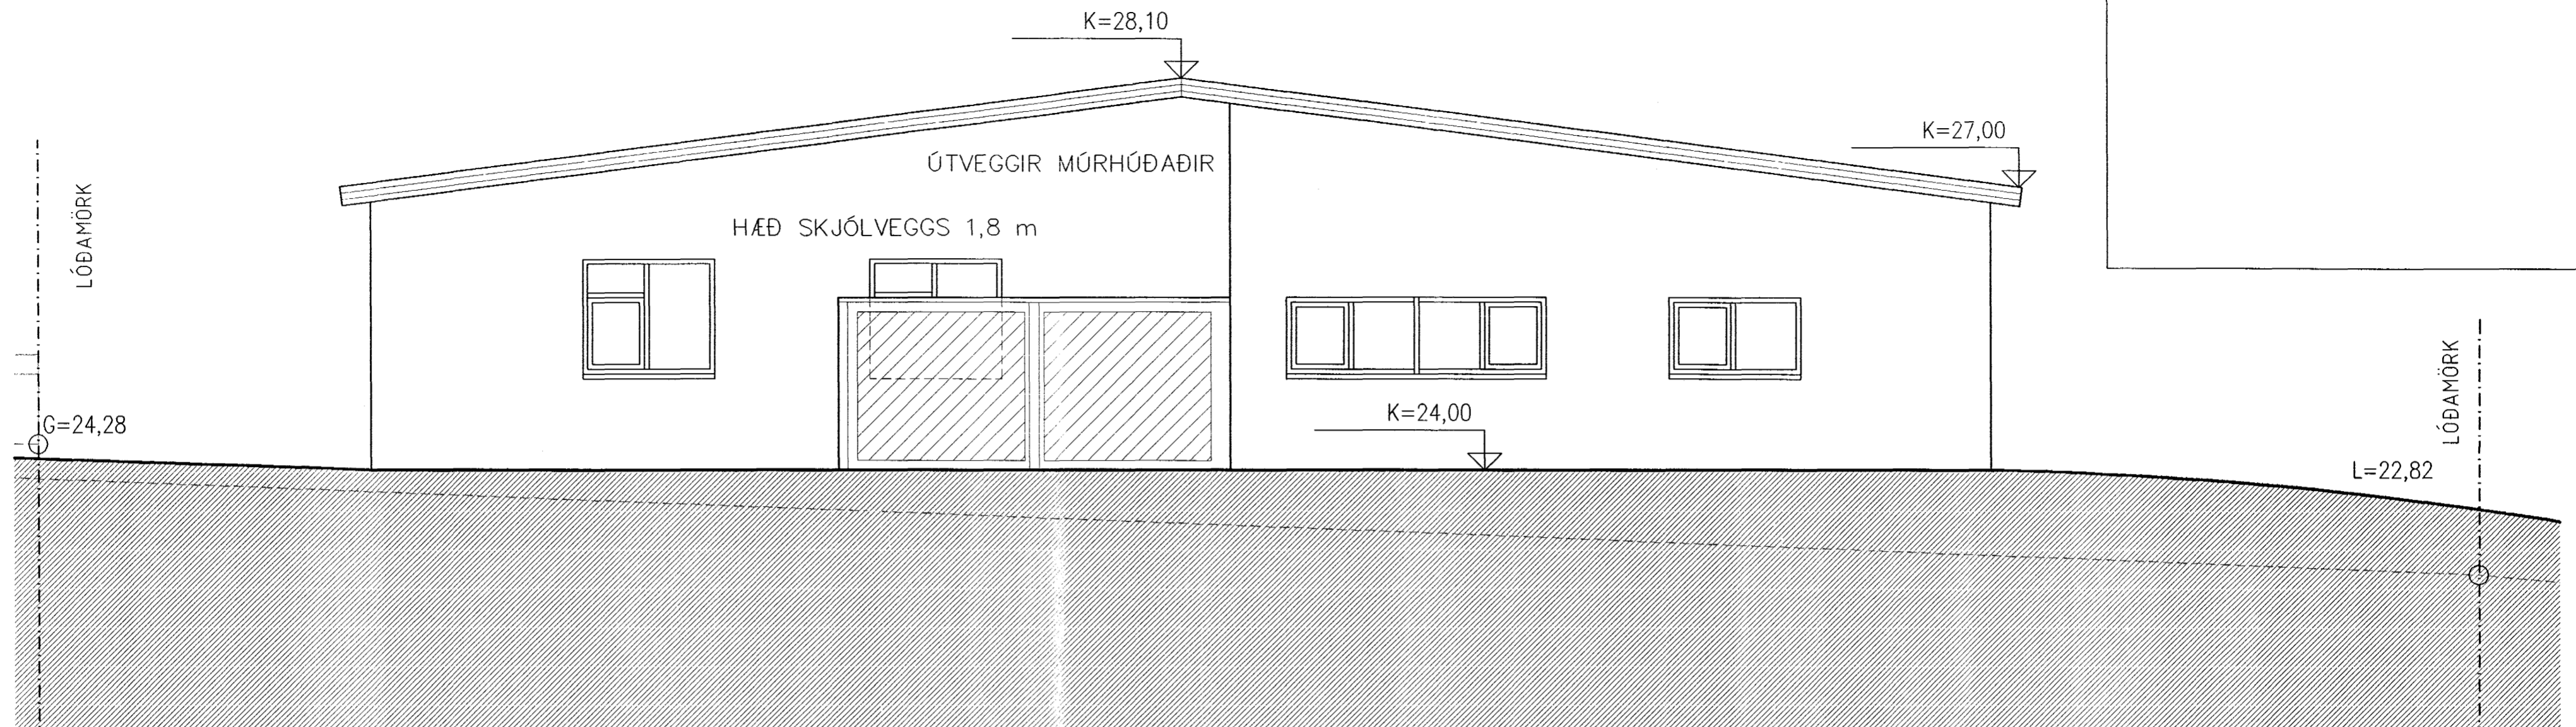 K=28,10
K=27,00
ÚTVEGGIR MÚRHÚÐAÐIR
LÓÐAMÖRK
HÆÐ SKJÓLVEGGS 1,8 m
LÓÐAMÖRK
K=24,00
G=24,28
L=22,82